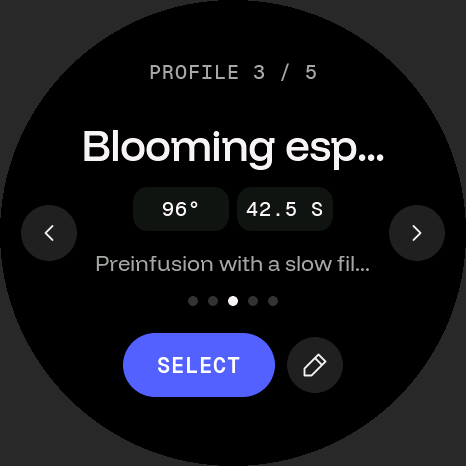 PROFILE 3 / 5
Blooming esp...
96° 42.5 S
Preinfusion with a slow fil...
SELECT